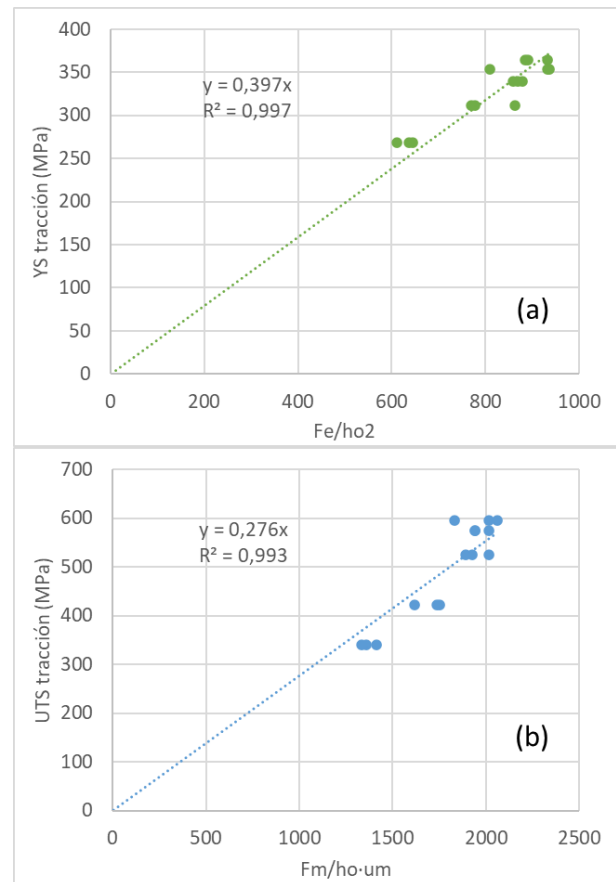 400
350
300
250
200
150
100
50
0
YS tracción (MPa)
y = 0,397x
R² = 0,997
(a)
0 200 400 600 800 1000
Fe/ho2
700
600
500
400
300
200
100
0
UTS tracción (MPa)
y = 0,276x
R² = 0,993
(b)
0 500 1000 1500 2000 2500
Fm/ho·um